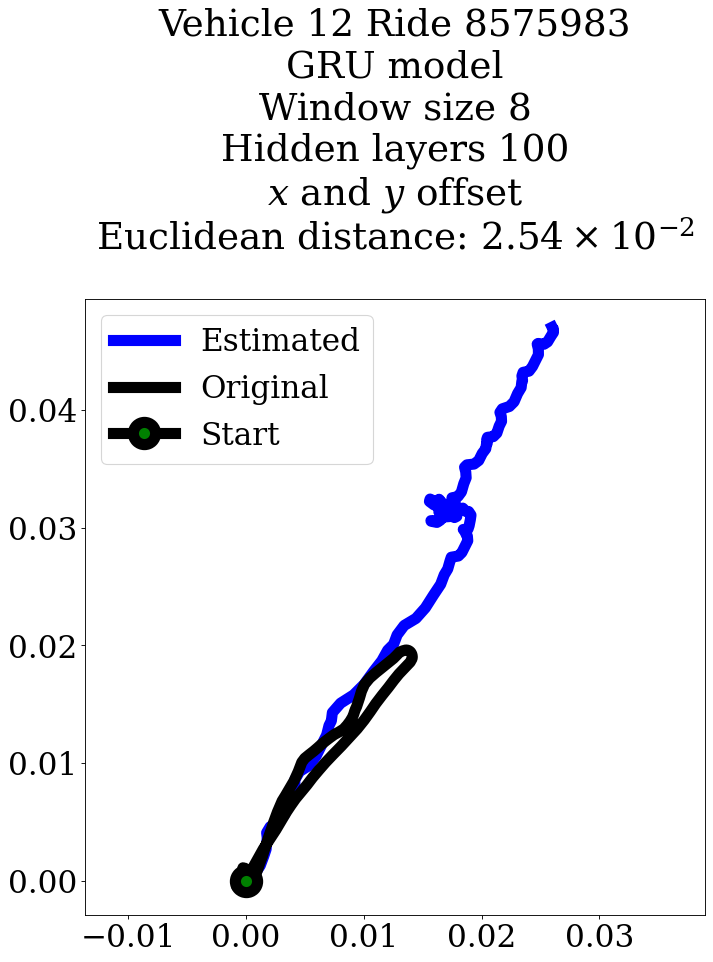 Vehicle 12 Ride 8575983
GRU model
Window size 8
Hidden layers 100
x and y offset
Euclidean distance: 2.54 × 10⁻²
Estimated
Original
Start
0.04
0.03
0.02
0.01
0.00
−0.01 0.00 0.01 0.02 0.03